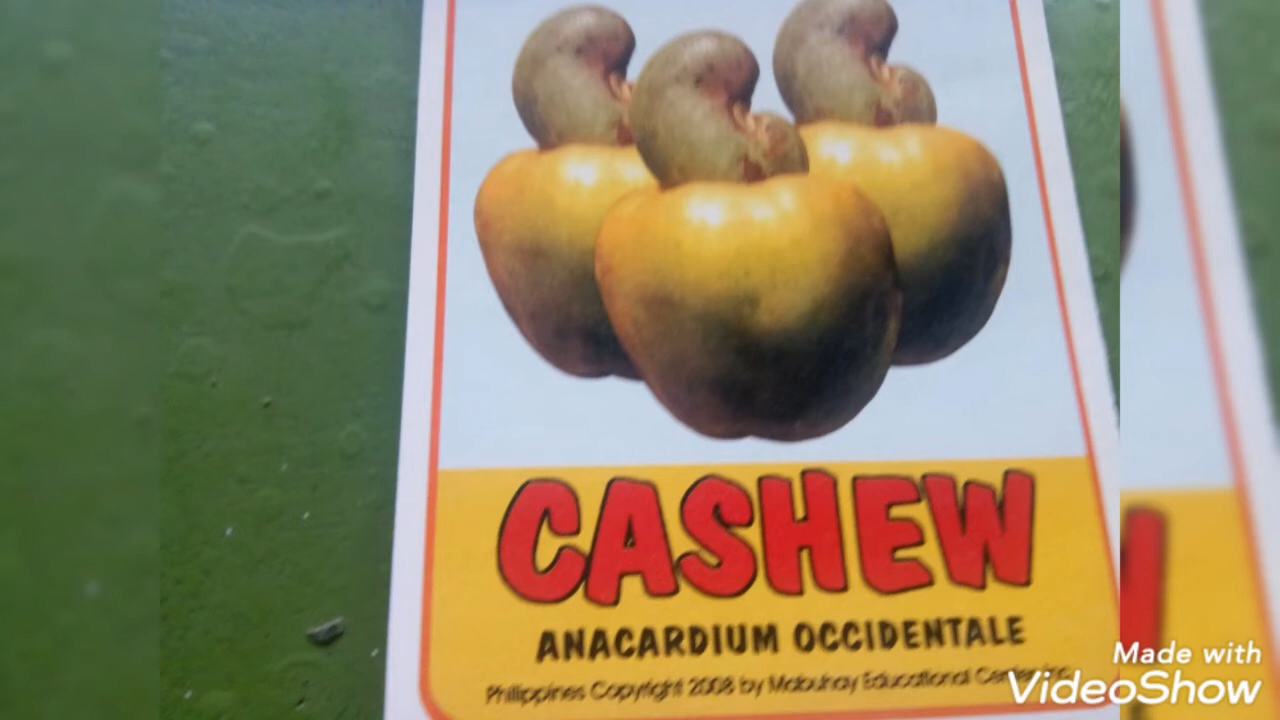 CASHEW
ANACARDIUM OCCIDENTALE
Philippines Copyright 2008 by Mabuhay Educational Center Inc.
Made with
VideoShow